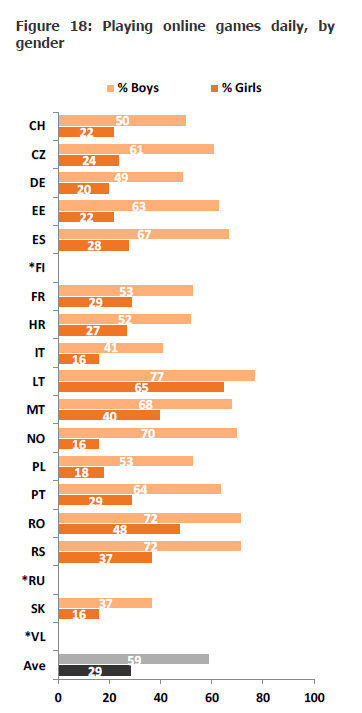 Figure 18: Playing online games daily, by
gender
% Boys % Girls
CH 50
22
CZ 61
24
DE 49
20
EE 63
22
ES 67
28
*FI
FR 53
29
HR 52
27
IT 41
16
LT 77
65
MT 68
40
NO 70
16
PL 53
18
PT 64
29
RO 72
48
RS 72
37
*RU
SK 37
16
*VL
Ave 59
29
0 20 40 60 80 100